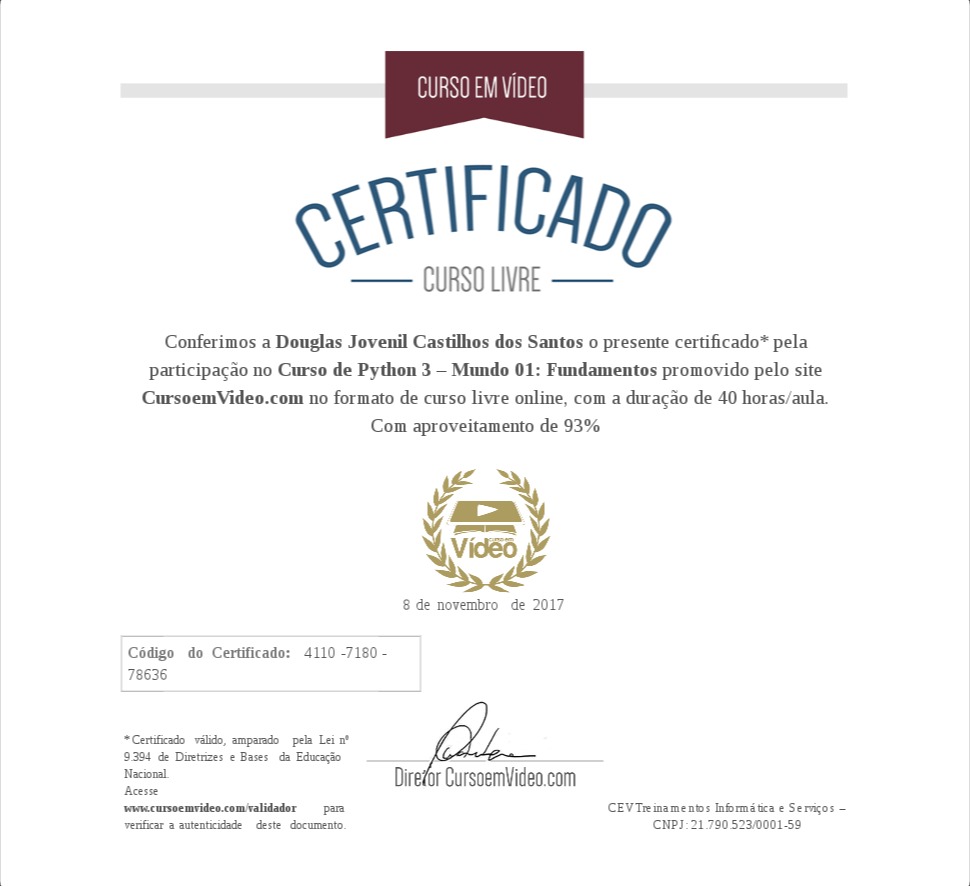 CURSO EM VÍDEO
CERTIFICADO
CURSO LIVRE
Conferimos a Douglas Jovenil Castilhos dos Santos o presente certificado* pela
participação no Curso de Python 3 – Mundo 01: Fundamentos promovido pelo site
CursoemVideo.com no formato de curso livre online, com a duração de 40 horas/aula.
Com aproveitamento de 93%
CURSO EM
Vídeo
8 de novembro de 2017
Código do Certificado: 4110 -7180 -
78636
*Certificado válido, amparado pela Lei nº
9.394 de Diretrizes e Bases da Educação
Nacional.
Acesse
www.cursoemvideo.com/validador para
verificar a autenticidade deste documento.
Diretor CursoemVideo.com
CEV Treinamentos Informática e Serviços –
CNPJ: 21.790.523/0001-59